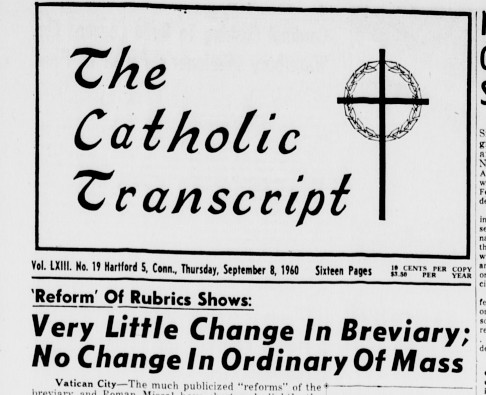 The
Catholic
Transcript
Vol. LXIII. No. 19 Hartford 5, Conn., Thursday, September 8, 1960 Sixteen Pages 10 CENTS PER COPY
$3.50 PER YEAR
'Reform' Of Rubrics Shows:
Very Little Change In Breviary;
No Change In Ordinary Of Mass
Vatican City—The much publicized "reforms" of the
breviary and Roman Missal